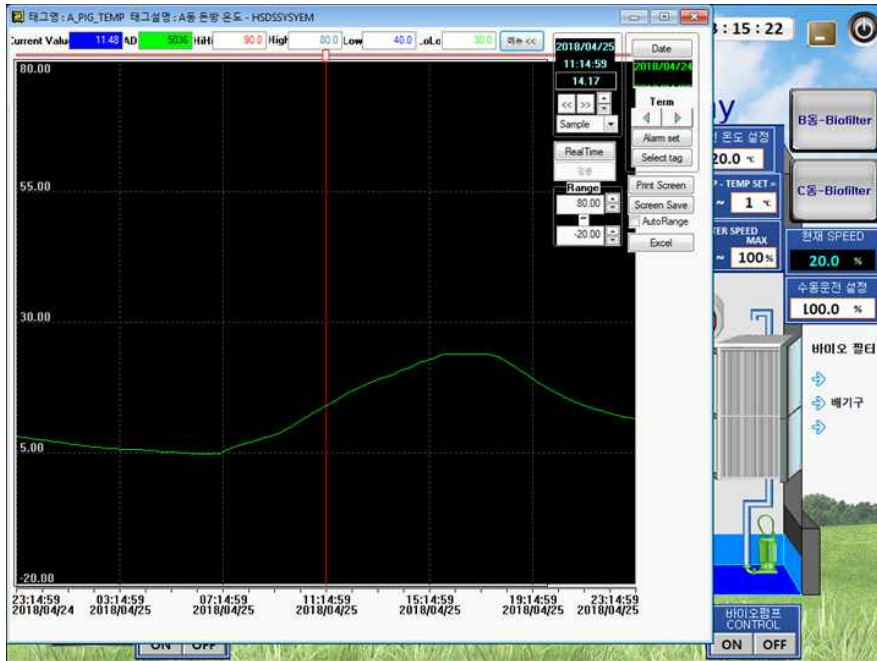 태그명 : A_PIG_TEMP 태그설명 : A동 돈방 온도 - HSDSSYSYEM
:urrent Valu 11.48 AD 5036 HiHi 90.0 High 80.0 Low 40.0 .oLo 30.0 메뉴 <<
2018/04/25
11:14:59
14.17
<< >>
Sample
RealTime
Range
80.00
-20.00
Date
2018/04/24
Term
Alarm set
Select tag
Print Screen
Screen Save
AutoRange
Excel
80.00
55.00
30.00
5.00
-20.00
23:14:59 03:14:59 07:14:59 11:14:59 15:14:59 19:14:59 23:14:59
2018/04/24 2018/04/25 2018/04/25 2018/04/25 2018/04/25 2018/04/25 2018/04/25
: 15 : 22
y
B동-Biofilter
온도 설정
20.0 ℃
C동-Biofilter
P - TEMP SET =
~ 1 ℃
TER SPEED
MAX
~ 100 %
현재 SPEED
20.0 %
수동운전 설정
100.0 %
바이오 필터
배기구
바이오펌프
CONTROL
ON OFF
ON OFF